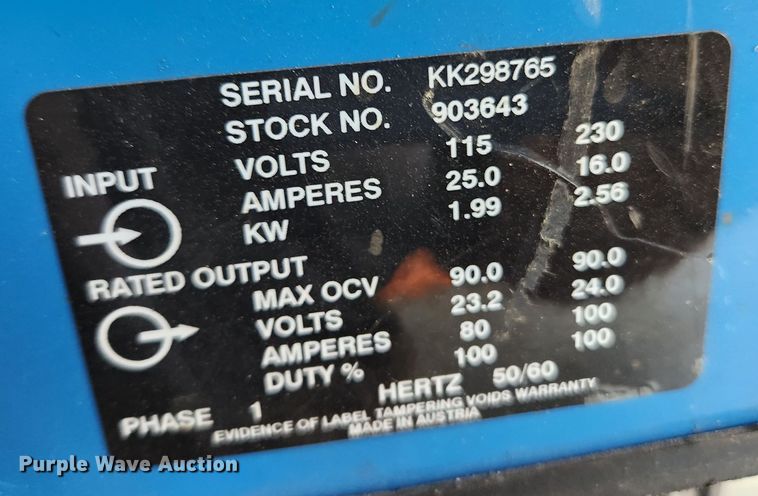 SERIAL NO. KK298765
STOCK NO. 903643
INPUT
VOLTS 115 230
AMPERES 25.0 16.0
KW 1.99 2.56
RATED OUTPUT
MAX OCV 90.0 90.0
VOLTS 23.2 24.0
AMPERES 80 100
DUTY % 100 100
PHASE 1 HERTZ 50/60
EVIDENCE OF LABEL TAMPERING VOIDS WARRANTY
MADE IN AUSTRIA
Purple Wave Auction